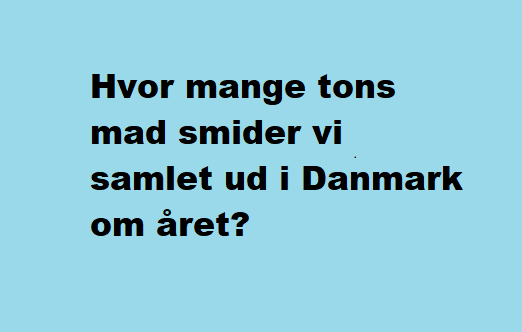 Hvor mange tons
mad smider vi
samlet ud i Danmark
om året?